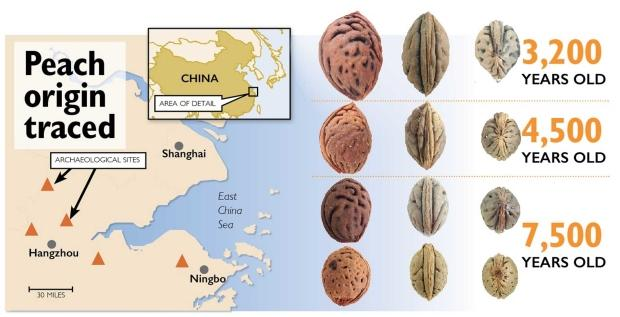 Peach
origin
traced
CHINA
AREA OF DETAIL
ARCHAEOLOGICAL SITES
Shanghai
East
China
Sea
Hangzhou
Ningbo
30 MILES
3,200
YEARS OLD
4,500
YEARS OLD
7,500
YEARS OLD